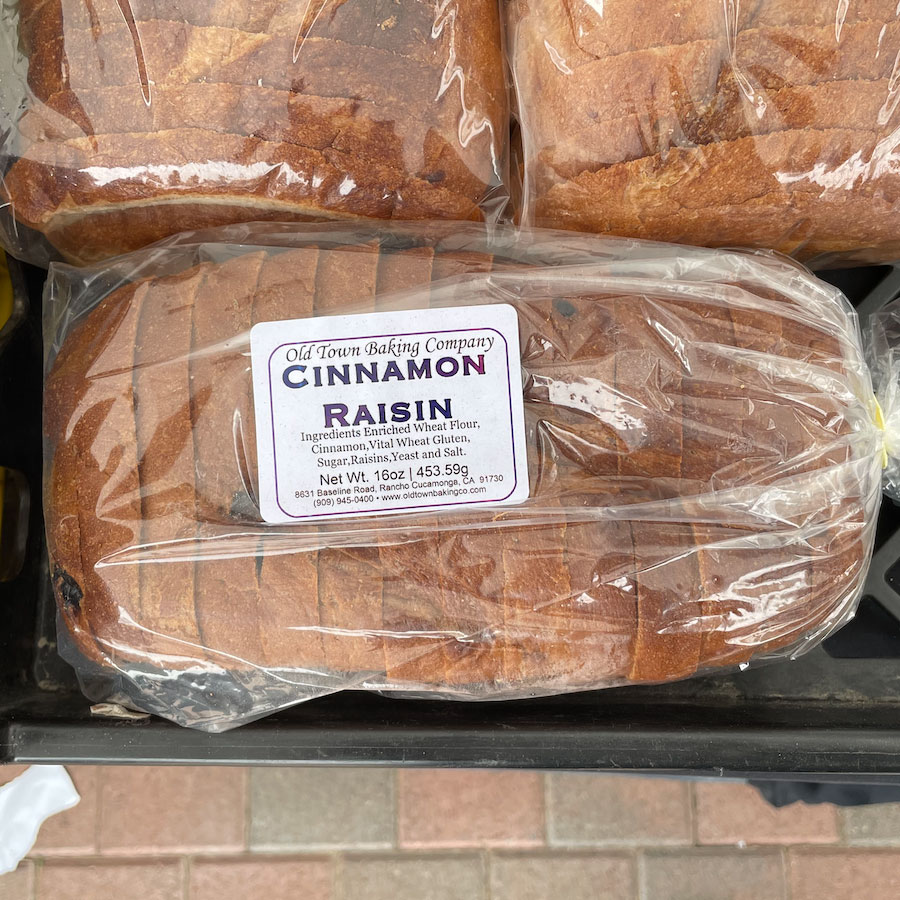 Old Town Baking Company
CINNAMON
RAISIN
Ingredients Enriched Wheat Flour,
Cinnamon,Vital Wheat Gluten,
Sugar,Raisins,Yeast and Salt.
Net Wt. 16oz | 453.59g
8631 Baseline Road, Rancho Cucamonga, CA 91730
(909) 945-0400 • www.oldtownbakingco.com